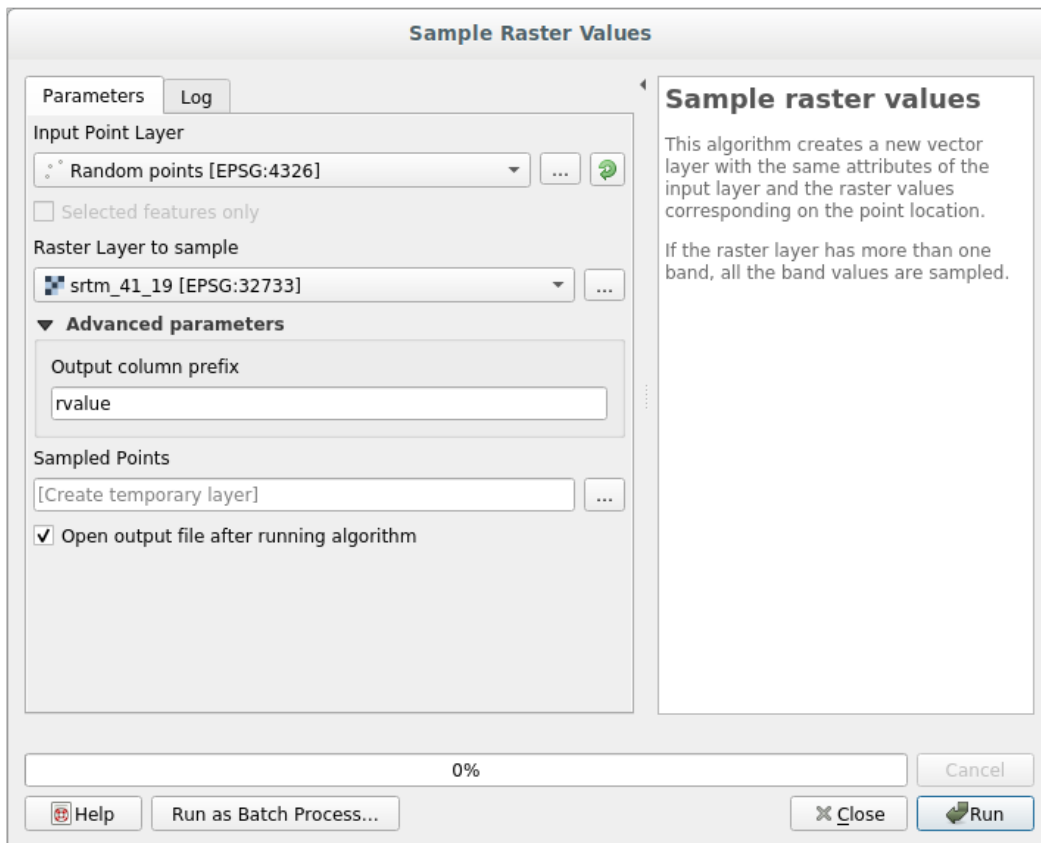 Sample Raster Values
Parameters
Log
Input Point Layer
Random points [EPSG:4326]
...
Selected features only
Raster Layer to sample
srtm_41_19 [EPSG:32733]
...
Advanced parameters
Output column prefix
rvalue
Sampled Points
[Create temporary layer]
...
Open output file after running algorithm
Sample raster values
This algorithm creates a new vector
layer with the same attributes of the
input layer and the raster values
corresponding on the point location.
If the raster layer has more than one
band, all the band values are sampled.
0%
Cancel
Help
Run as Batch Process...
Close
Run